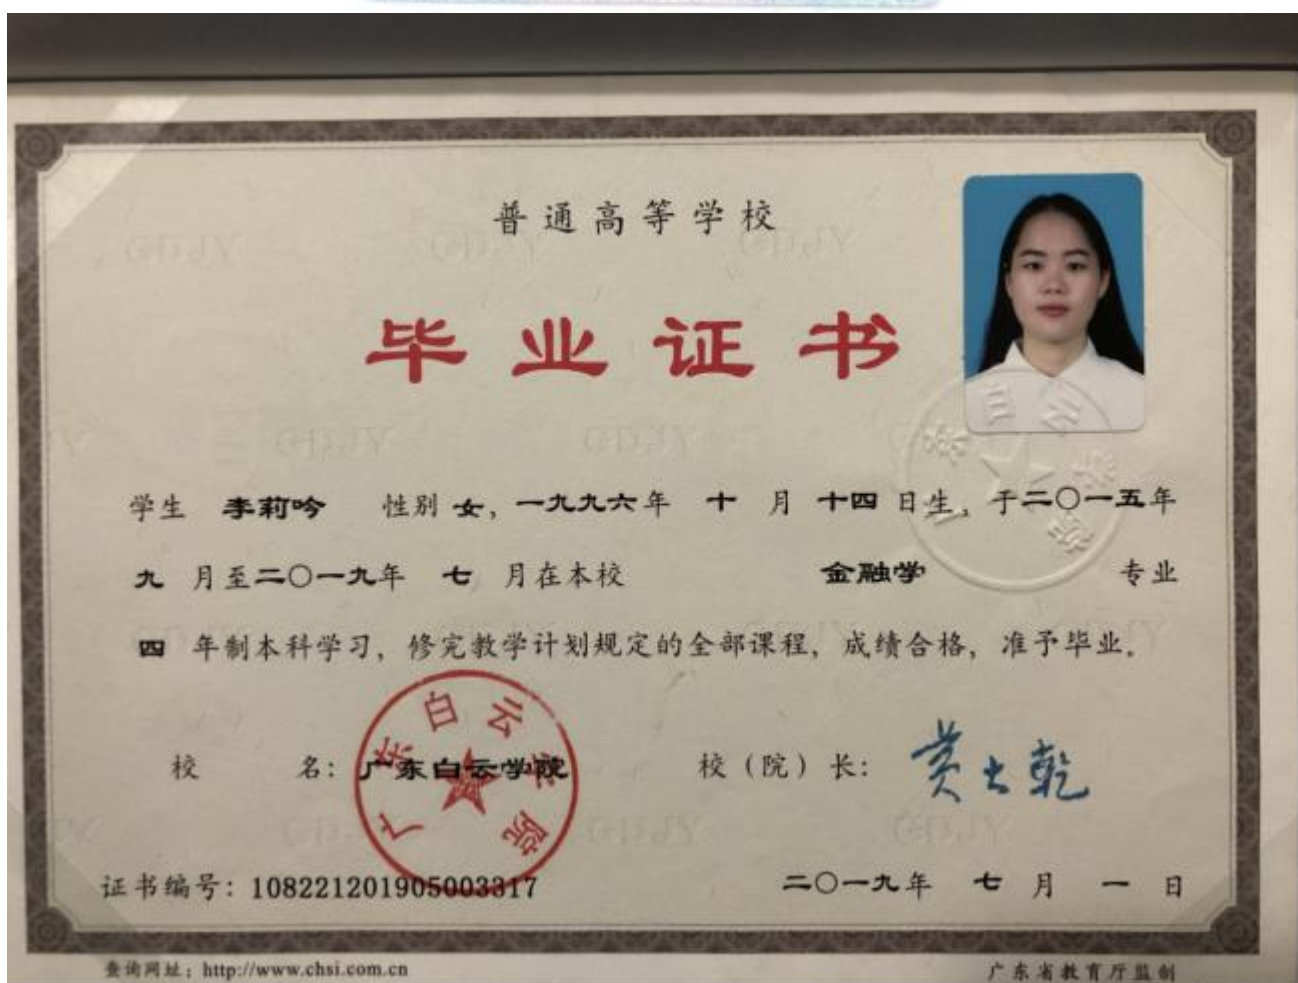 普通高等学校
毕业证书
学生 李莉吟 性别 女，一九九六年 十 月 十四 日生，于二〇一五年
九 月至二〇一九年 七 月在本校 金融学 专业
四 年制本科学习，修完教学计划规定的全部课程，成绩合格，准予毕业。
校 名：广东白云学院 校（院）长：
广东白云学院
证书编号：108221201905003317 二〇一九年 七 月 一 日
查询网址：http://www.chsi.com.cn 广东省教育厅监制